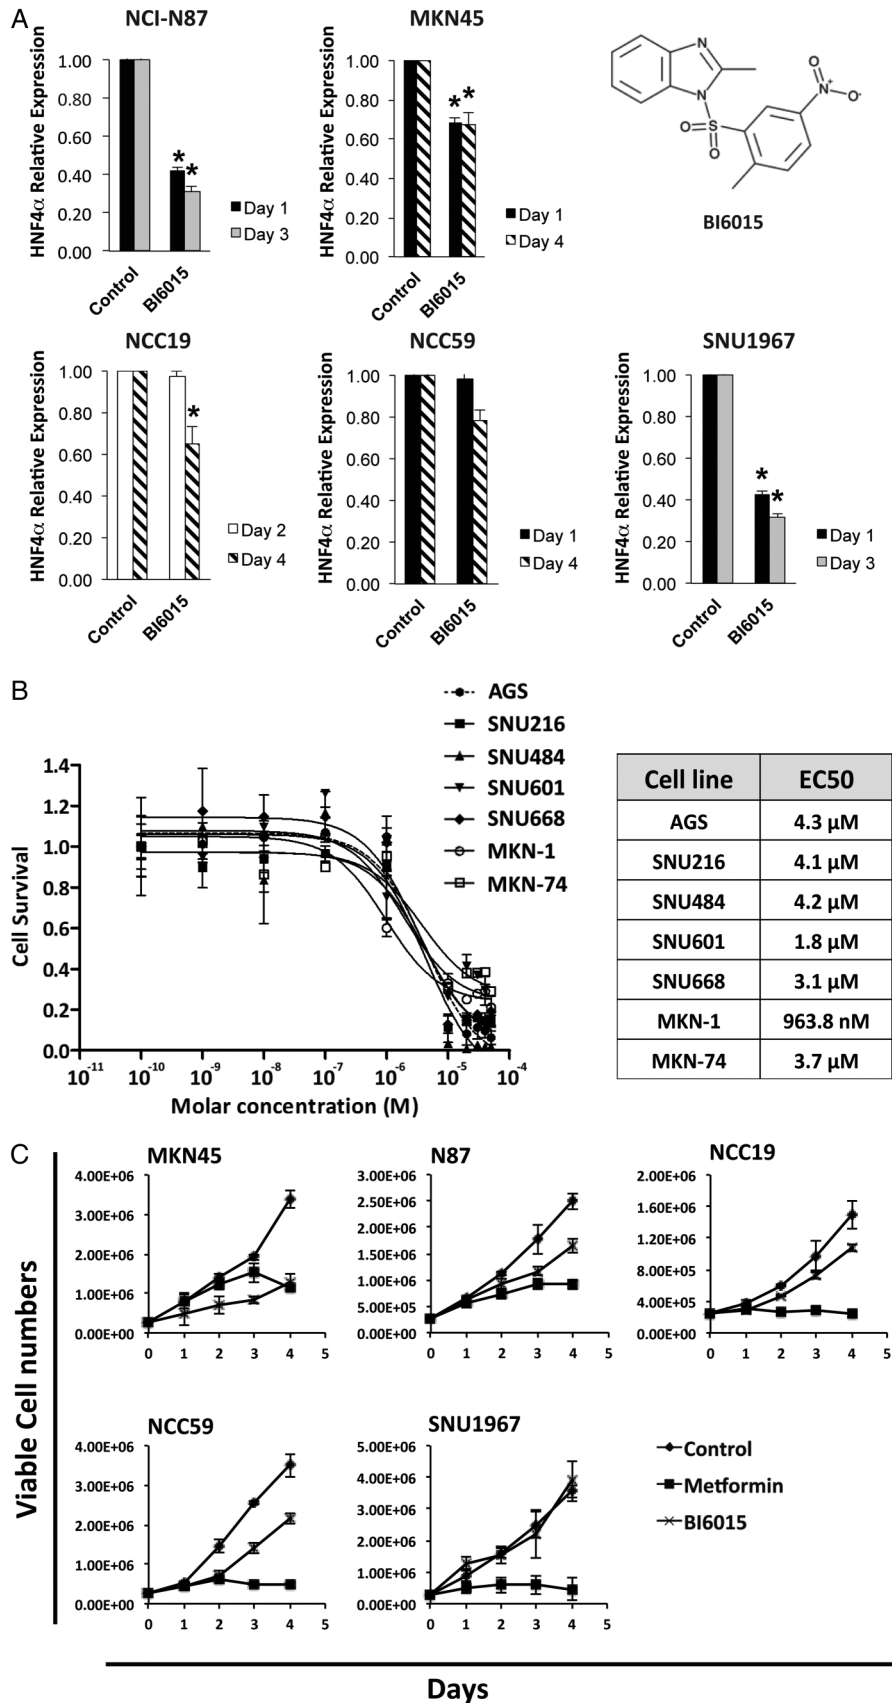 A
NCI-N87
HNF4α Relative Expression
1.00
0.80
0.60
0.40
0.20
0.00
* *
Control
BI6015
Day 1
Day 3
MKN45
HNF4α Relative Expression
1.00
0.80
0.60
0.40
0.20
0.00
* *
Control
BI6015
Day 1
Day 4
N
N
O
S
O
O
N+
O-
BI6015
NCC19
HNF4α Relative Expression
1.00
0.80
0.60
0.40
0.20
0.00
*
Control
BI6015
Day 2
Day 4
NCC59
HNF4α Relative Expression
1.00
0.80
0.60
0.40
0.20
0.00
Control
BI6015
Day 1
Day 4
SNU1967
HNF4α Relative Expression
1.00
0.80
0.60
0.40
0.20
0.00
* *
Control
BI6015
Day 1
Day 3
B
AGS
SNU216
SNU484
SNU601
SNU668
MKN-1
MKN-74
Cell Survival
1.4
1.2
1.0
0.8
0.6
0.4
0.2
0.0
10-11 10-10 10-9 10-8 10-7 10-6 10-5 10-4
Molar concentration (M)
Cell line EC50
AGS 4.3 µM
SNU216 4.1 µM
SNU484 4.2 µM
SNU601 1.8 µM
SNU668 3.1 µM
MKN-1 963.8 nM
MKN-74 3.7 µM
C
Viable Cell numbers
MKN45
4.00E+06
3.00E+06
2.00E+06
1.00E+06
0.00E+00
0 1 2 3 4 5
N87
3.00E+06
2.50E+06
2.00E+06
1.50E+06
1.00E+06
5.00E+05
0.00E+00
0 1 2 3 4 5
NCC19
2.00E+06
1.60E+06
1.20E+06
8.00E+05
4.00E+05
0.00E+00
0 1 2 3 4 5
NCC59
4.00E+06
3.00E+06
2.00E+06
1.00E+06
0.00E+00
0 1 2 3 4 5
SNU1967
5.00E+06
4.00E+06
3.00E+06
2.00E+06
1.00E+06
0.00E+00
0 1 2 3 4 5
Control
Metformin
BI6015
Days